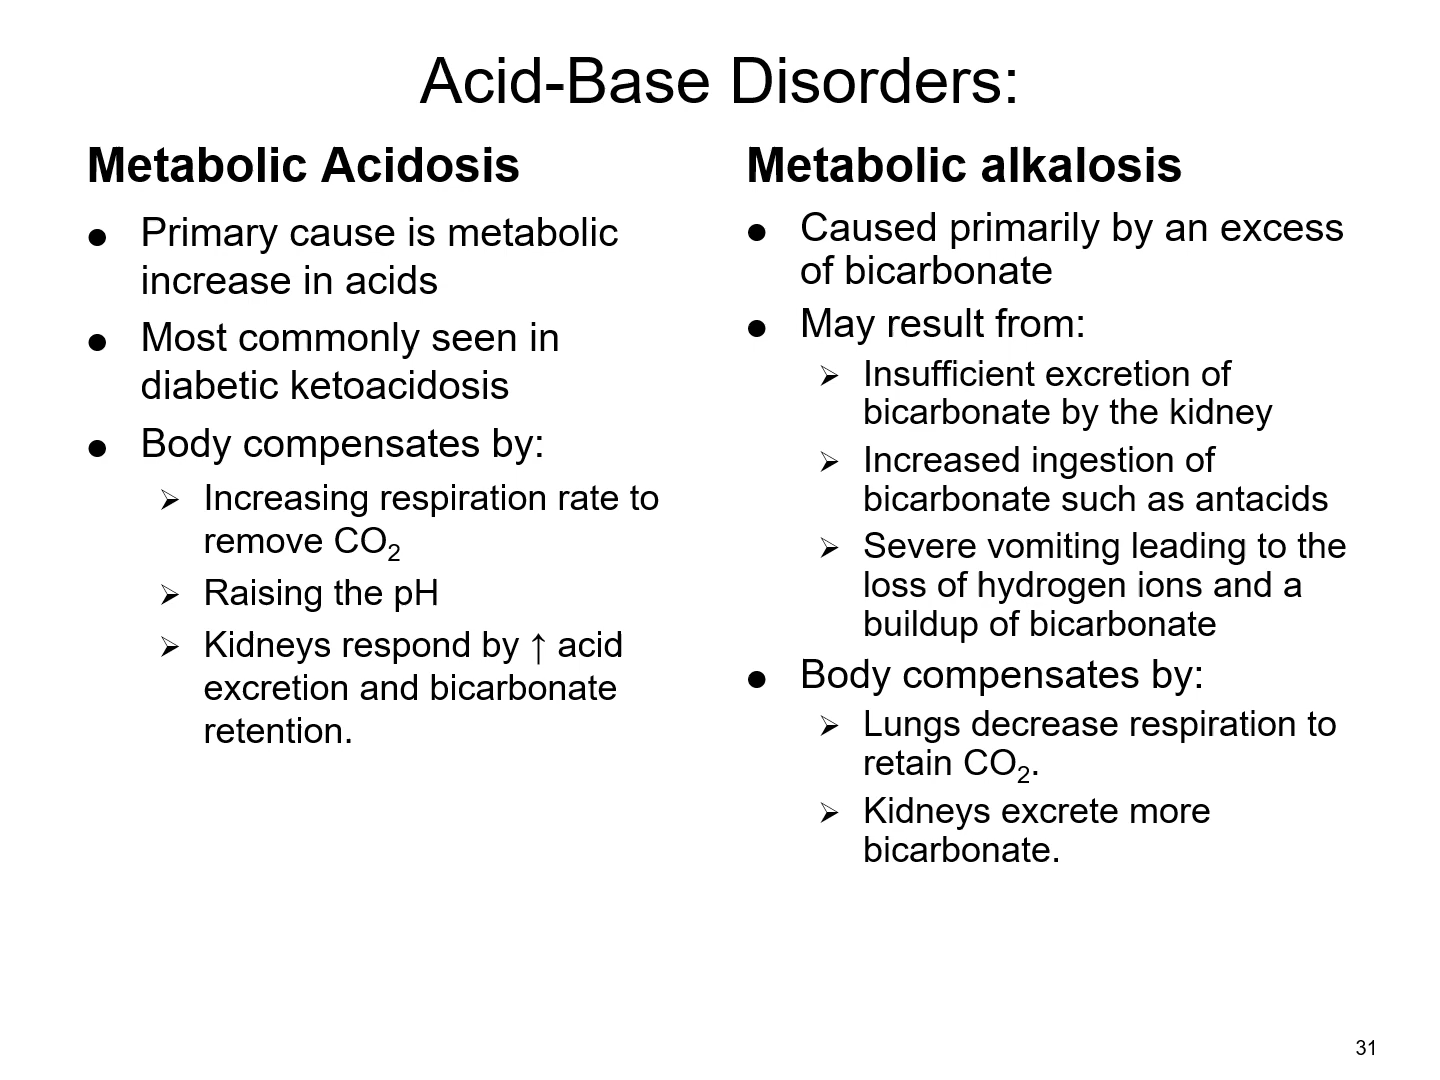 Acid-Base Disorders:
Metabolic Acidosis
● Primary cause is metabolic
increase in acids
● Most commonly seen in
diabetic ketoacidosis
● Body compensates by:
➢ Increasing respiration rate to
remove CO₂
➢ Raising the pH
➢ Kidneys respond by ↑ acid
excretion and bicarbonate
retention.
Metabolic alkalosis
● Caused primarily by an excess
of bicarbonate
● May result from:
➢ Insufficient excretion of
bicarbonate by the kidney
➢ Increased ingestion of
bicarbonate such as antacids
➢ Severe vomiting leading to the
loss of hydrogen ions and a
buildup of bicarbonate
● Body compensates by:
➢ Lungs decrease respiration to
retain CO₂.
➢ Kidneys excrete more
bicarbonate.
31